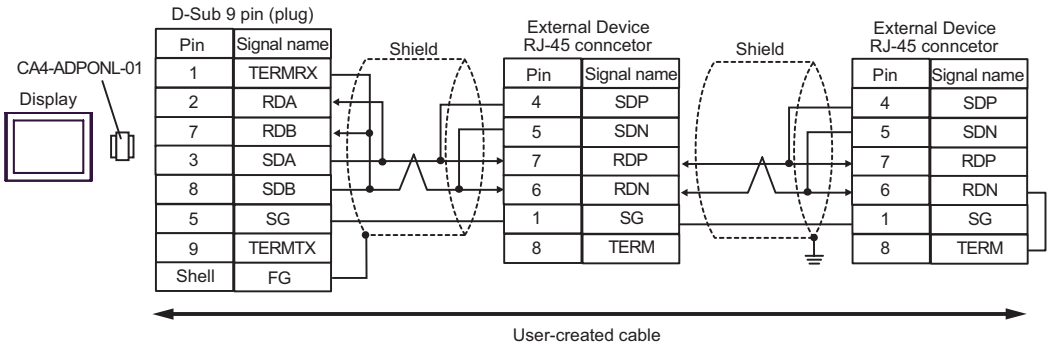 D-Sub 9 pin (plug)
Pin Signal name
1 TERMRX
2 RDA
7 RDB
3 SDA
8 SDB
5 SG
9 TERMTX
Shell FG
CA4-ADPONL-01
Display
Shield
External Device
RJ-45 conncetor
Pin Signal name
4 SDP
5 SDN
7 RDP
6 RDN
1 SG
8 TERM
Shield
External Device
RJ-45 conncetor
Pin Signal name
4 SDP
5 SDN
7 RDP
6 RDN
1 SG
8 TERM
User-created cable